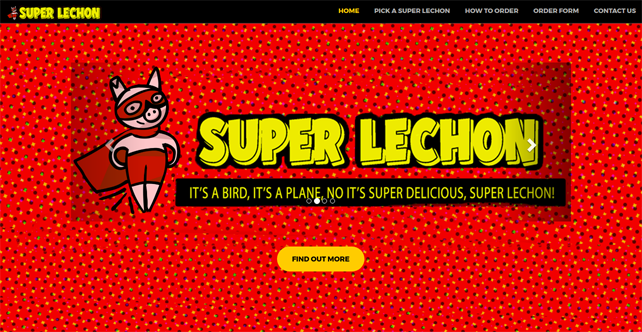 SUPER LECHON
HOME
PICK A SUPER LECHON
HOW TO ORDER
ORDER FORM
CONTACT US
SUPER LECHON
IT'S A BIRD, IT'S A PLANE, NO IT'S SUPER DELICIOUS, SUPER LECHON!
FIND OUT MORE